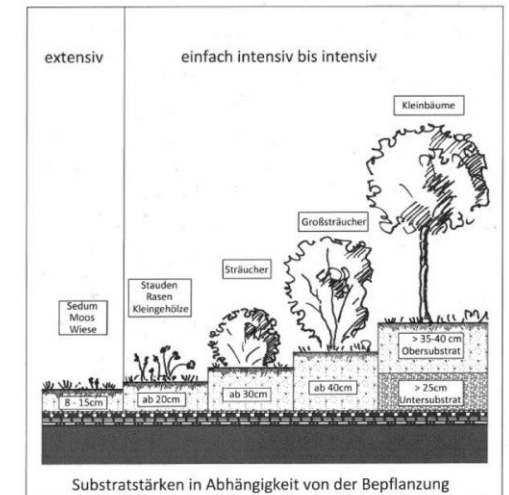 extensiv
einfach intensiv bis intensiv
Kleinbäume
Großsträucher
Sträucher
Stauden
Rasen
Kleingehölze
Sedum
Moos
Wiese
8 - 15cm
ab 20cm
ab 30cm
ab 40cm
> 35-40 cm
Obersubstrat
> 25cm
Untersubstrat
Substratstärken in Abhängigkeit von der Bepflanzung